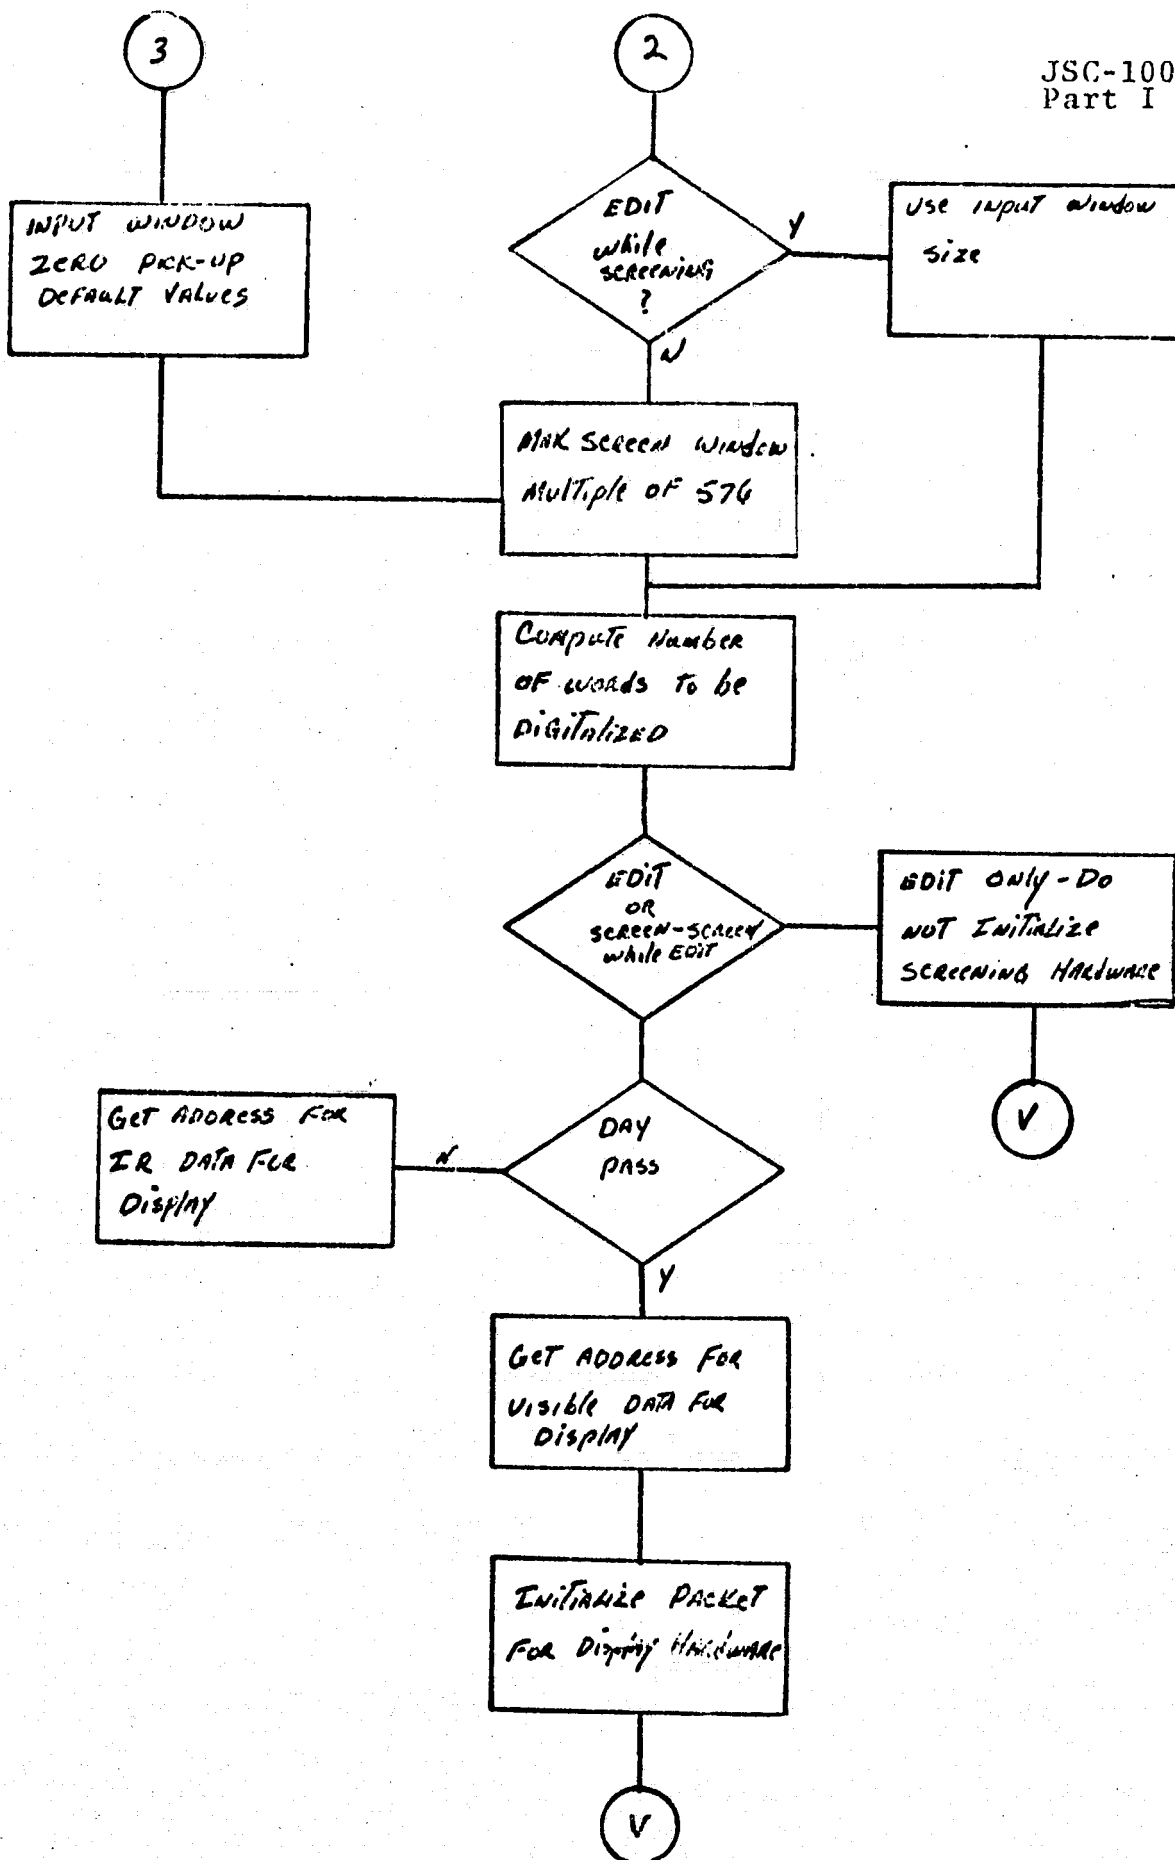 3
2
JSC-100
Part I
INPUT WINDOW
ZERO PICK-UP
DEFAULT VALUES
EDIT
while
SCREENING
?
Y
N
USE INPUT WINDOW
SIZE
MAK SCREEN WINDOW
MULTIPLE OF 576
COMPUTE NUMBER
OF WORDS TO be
DIGITALIZED
EDIT
OR
SCREEN-SCREEN
while EDIT
EDIT ONLY - DO
NOT INITIALIZE
SCREENING HARDWARE
V
DAY
PASS
N
Y
GET ADDRESS FOR
IR DATA FOR
DISPLAY
GET ADDRESS FOR
VISIBLE DATA FOR
DISPLAY
INITIALIZE PACKET
FOR DISPLAY HARDWARE
V